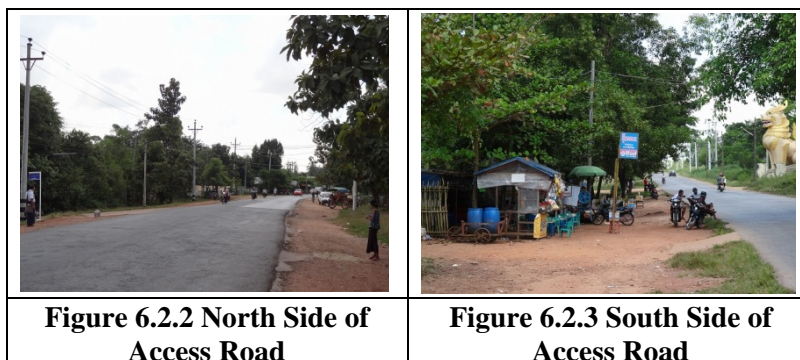 Figure 6.2.2 North Side of
Access Road
Figure 6.2.3 South Side of
Access Road